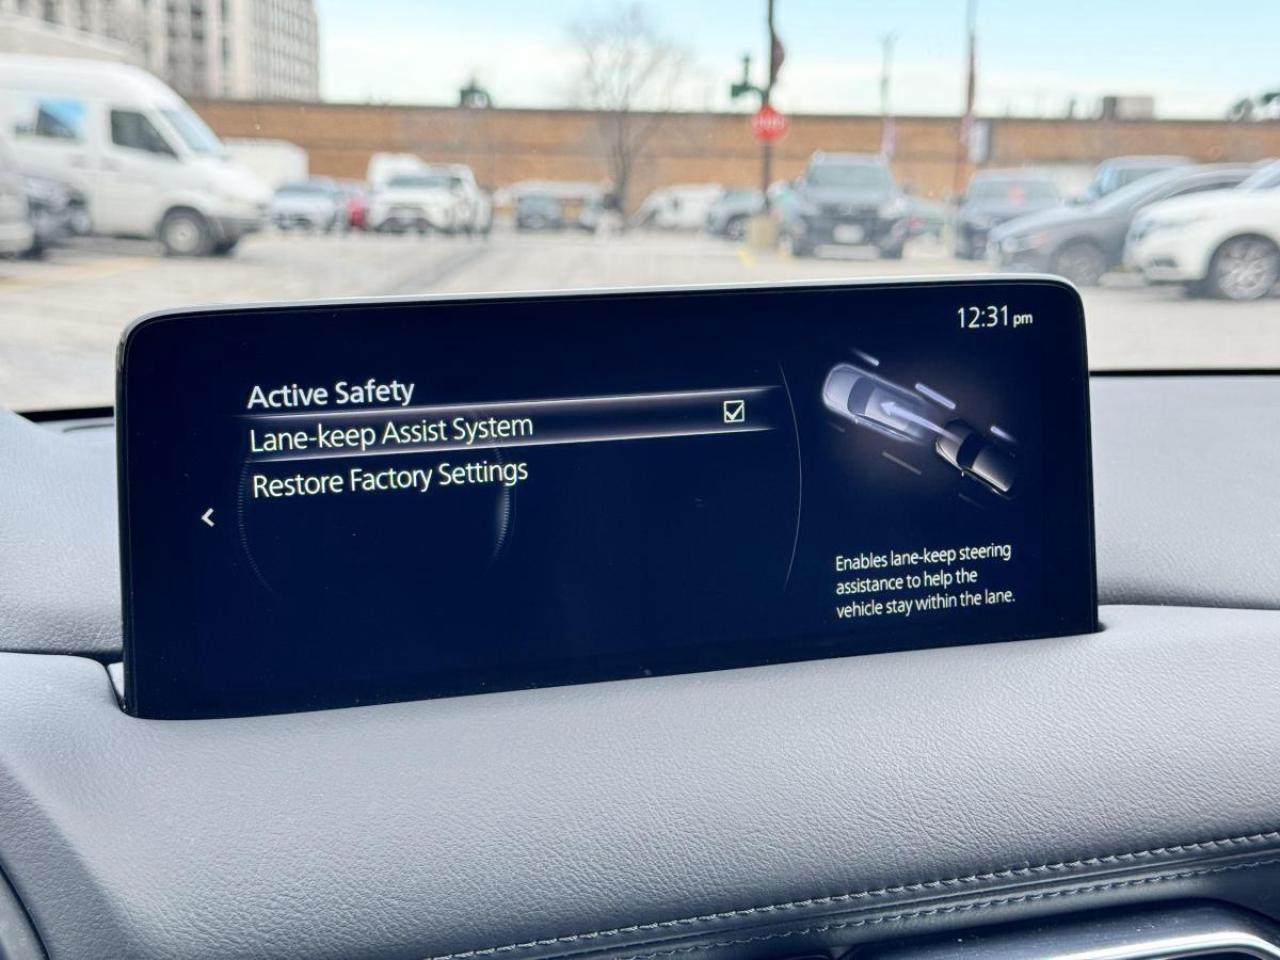 12:31 pm
Active Safety
Lane-keep Assist System
Restore Factory Settings
Enables lane-keep steering
assistance to help the
vehicle stay within the lane.